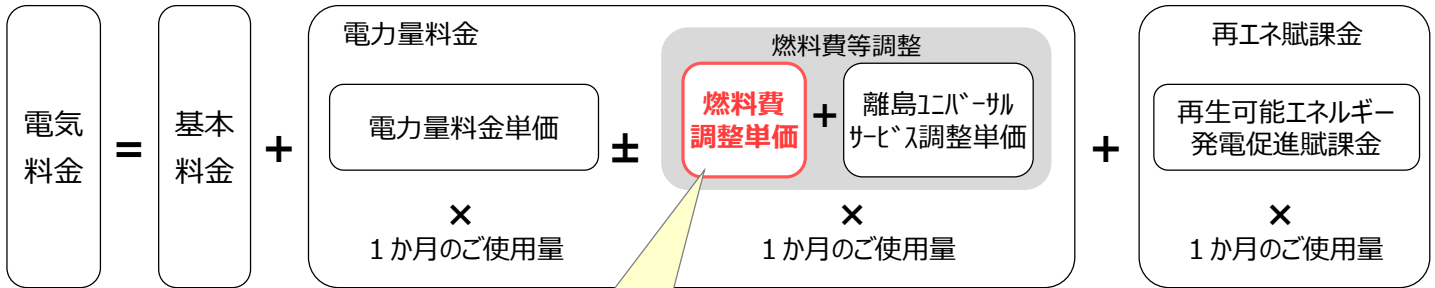 電気
料金
=
基本
料金
+
電力量料金
電力量料金単価
×
1か月のご使用量
±
燃料費等調整
燃料費
調整単価
+
離島ユニバーサル
サービス調整単価
×
1か月のご使用量
+
再エネ賦課金
再生可能エネルギー
発電促進賦課金
×
1か月のご使用量